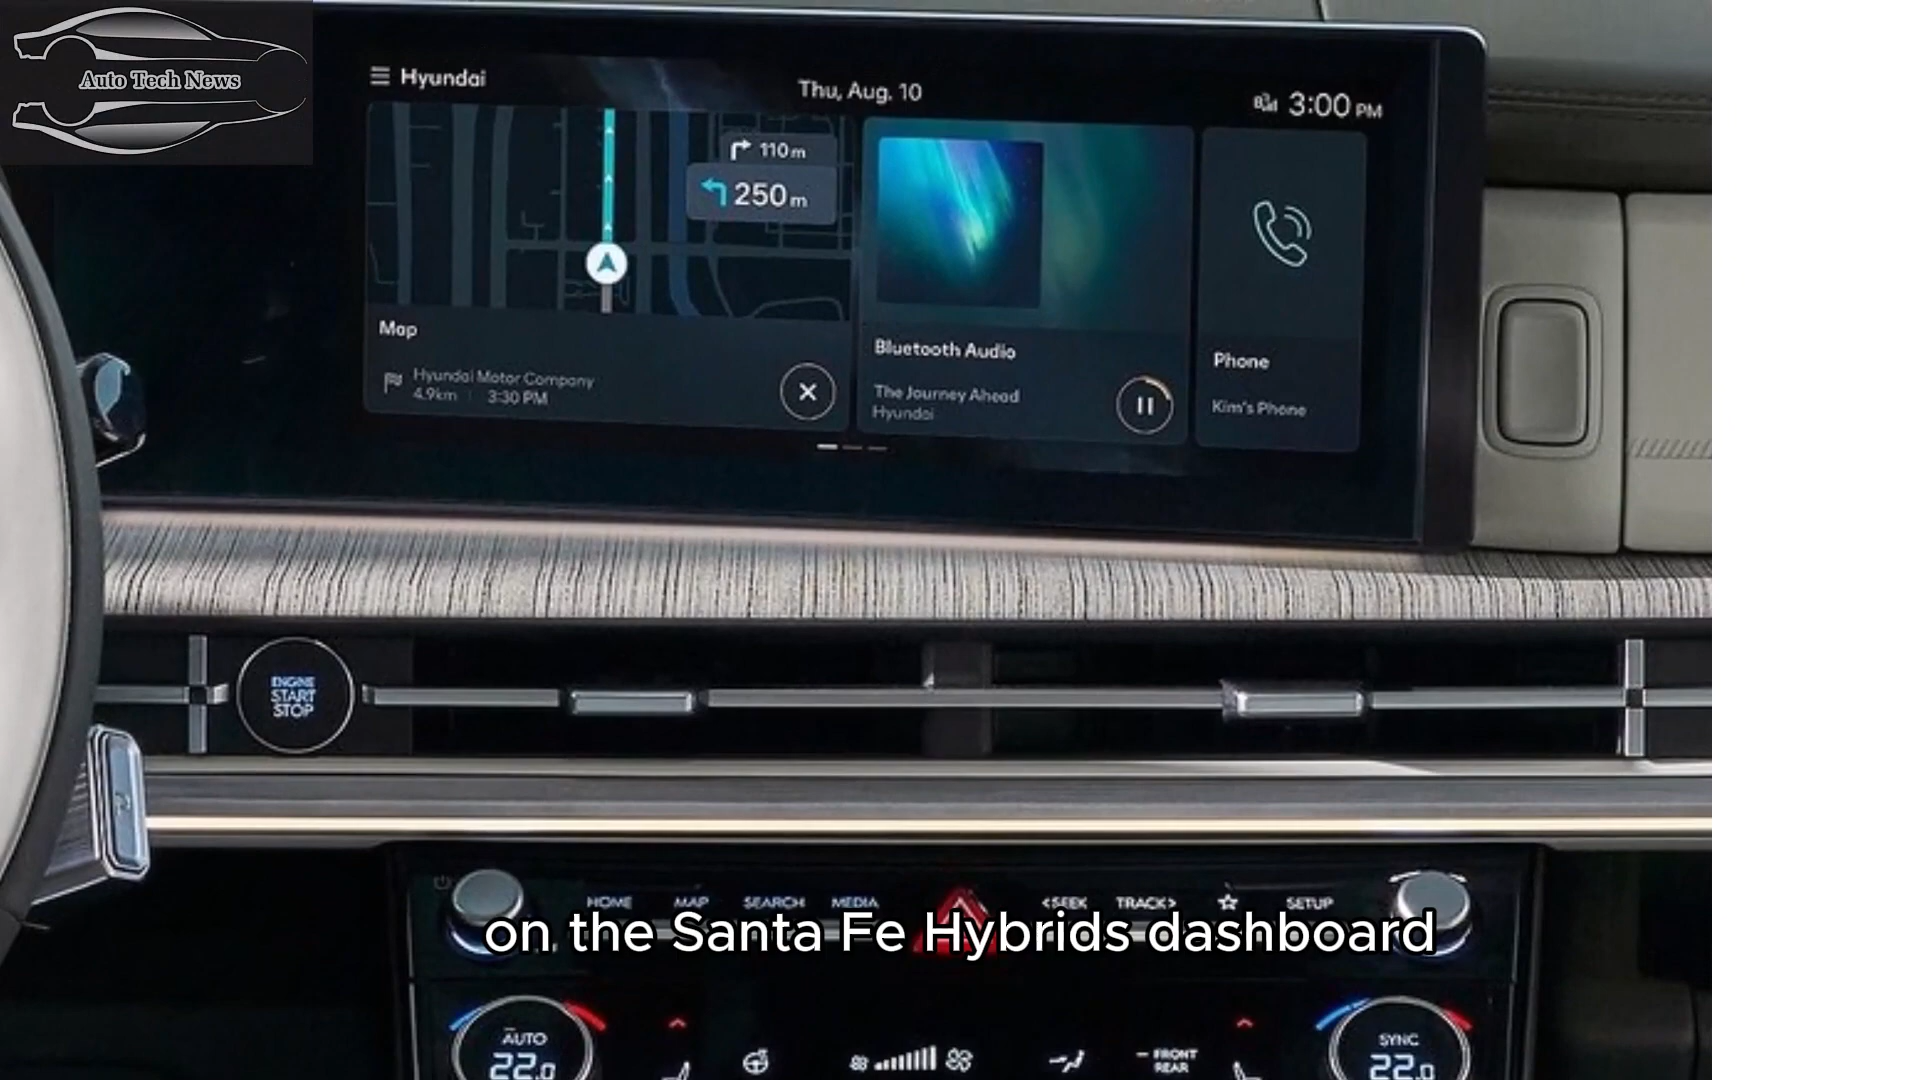 Auto Tech News
Hyundai
Thu, Aug. 10
3:00 PM
110 m
250 m
Map
Hyundai Motor Company
4.9km 3:30 PM
Bluetooth Audio
The Journey Ahead
Hyundai
Phone
Kim's Phone
ENGINE
START
STOP
HOME MAP SEARCH MEDIA <SEEK TRACK> SETUP
on the Santa Fe Hybrids dashboard
AUTO
22.0
FRONT
REAR
SYNC
22.0